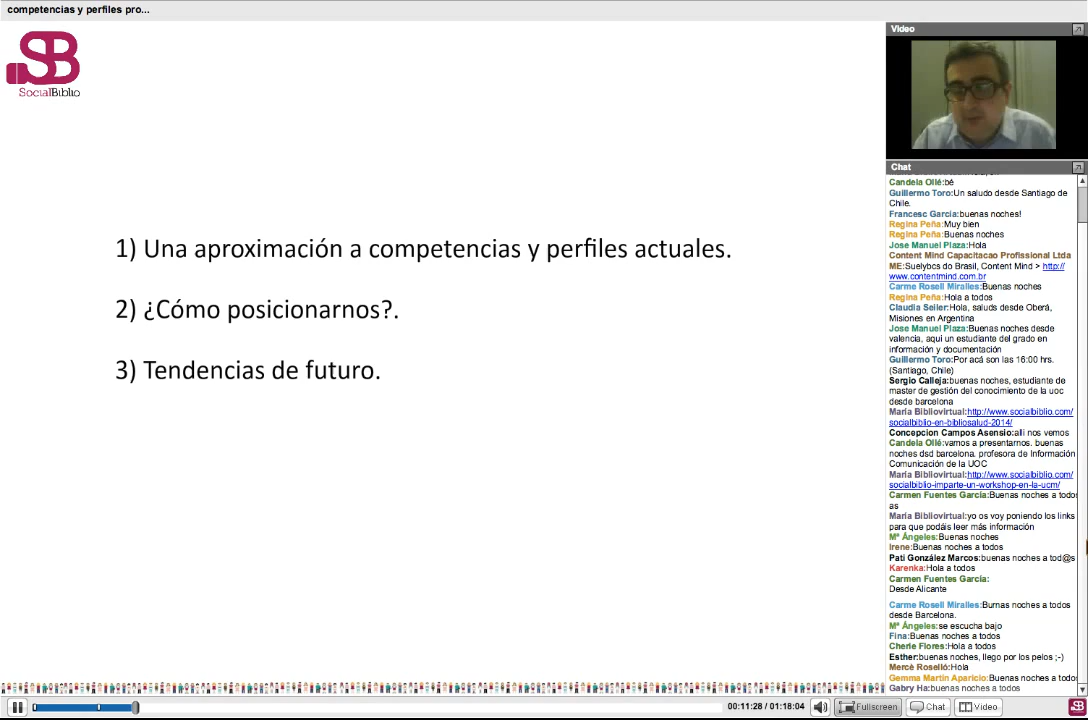 competencias y perfiles pro...
SB
SocialBiblio
1) Una aproximación a competencias y perfiles actuales.
2) ¿Cómo posicionarnos?.
3) Tendencias de futuro.
Video
Chat
Candela Ollé:bé
Guillermo Toro:Un saludo desde Santiago de
Chile.
Francesc García:buenas noches!
Regina Peña:Muy bien
Regina Peña:Buenas noches
Jose Manuel Plaza:Hola
Content Mind Capacitacao Profissional Ltda
ME:Suelybcs do Brasil, Content Mind > http://
www.contentmind.com.br
Carme Rosell Miralles:Buenas noches
Regina Peña:Hola a todos
Claudia Seiler:Hola, saluds desde Oberá,
Misiones en Argentina
Jose Manuel Plaza:Buenas noches desde
valencia, aqui un estudiante del grado en
información y documentación
Guillermo Toro:Por acá son las 16:00 hrs.
(Santiago, Chile)
Sergio Calleja:buenas noches, estudiante de
master de gestión del conocimiento de la uoc
desde barcelona
Maria Bibliovirtual:http://www.socialbiblio.com/
socialbiblio-en-bibliosalud-2014/
Concepcion Campos Asensio:alli nos vemos
Candela Ollé:vamos a presentarnos. buenas
noches dsd barcelona. profesora de Información
Comunicación de la UOC
Maria Bibliovirtual:http://www.socialbiblio.com/
socialbiblio-imparte-un-workshop-en-la-ucm/
Carmen Fuentes García:Buenas noches a todos
as
Maria Bibliovirtual:yo os voy poniendo los links
para que podáis leer más información
Mª Ángeles:Buenas noches
Irene:Buenas noches a todos
Pati González Marcos:buenas noches a tod@s
Karenka:Hola a todos
Carmen Fuentes García:
Desde Alicante
Carme Rosell Miralles:Burnas noches a todos
desde Barcelona.
Mª Ángeles:se escucha bajo
Fina:Buenas noches a todos
Cherie Flores:Hola a todos
Esther:buenas noches, llego por los pelos ;-)
Mercè Roselló:Hola
Gemma Martín Aparicio:Buenas noches a todos
Gabry Ha:buenas noches a todos
00:11:28 / 01:18:04
Fullscreen
Chat
Video
SB